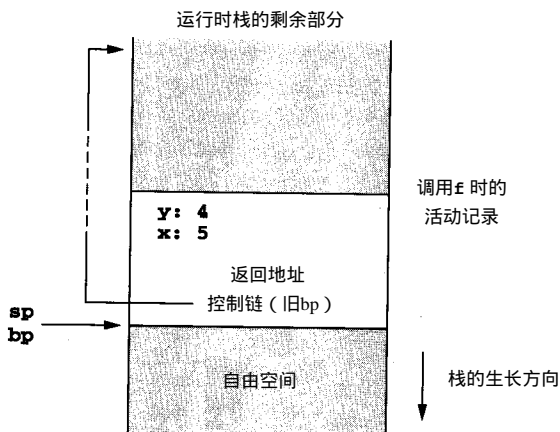 运行时栈的剩余部分
调用f 时的
活动记录
y: 4
x: 5
返回地址
控制链（旧bp）
sp
bp
自由空间
栈的生长方向